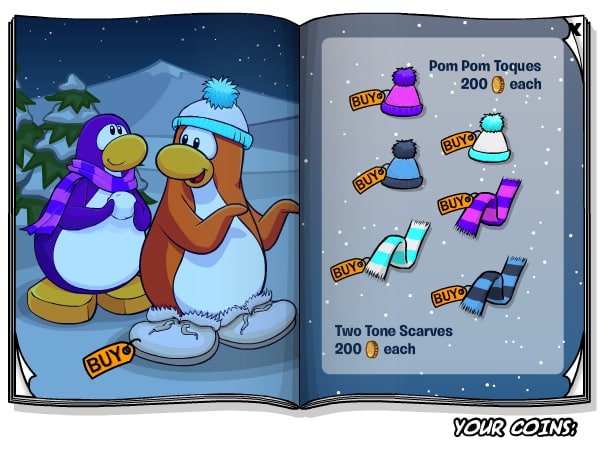 x
Pom Pom Toques
200 each
BUY
BUY
BUY
BUY
BUY
BUY
Two Tone Scarves
200 each
BUY
YOUR COINS: